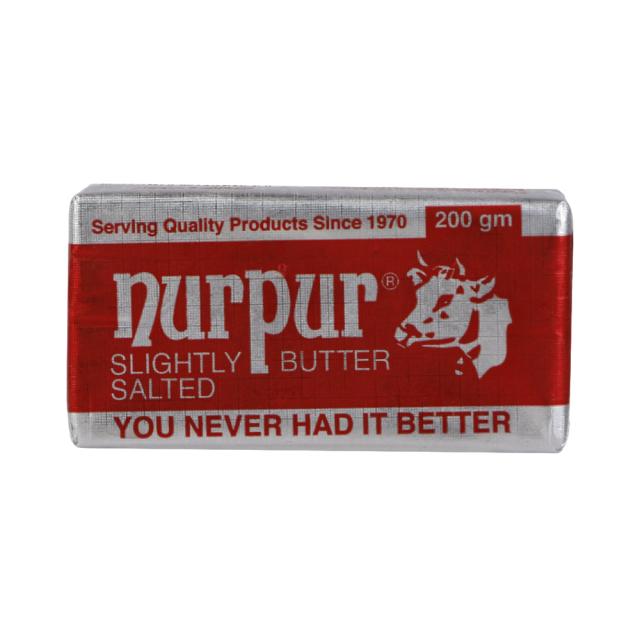 Serving Quality Products Since 1970
200 gm
nurpur®
SLIGHTLY BUTTER
SALTED
YOU NEVER HAD IT BETTER